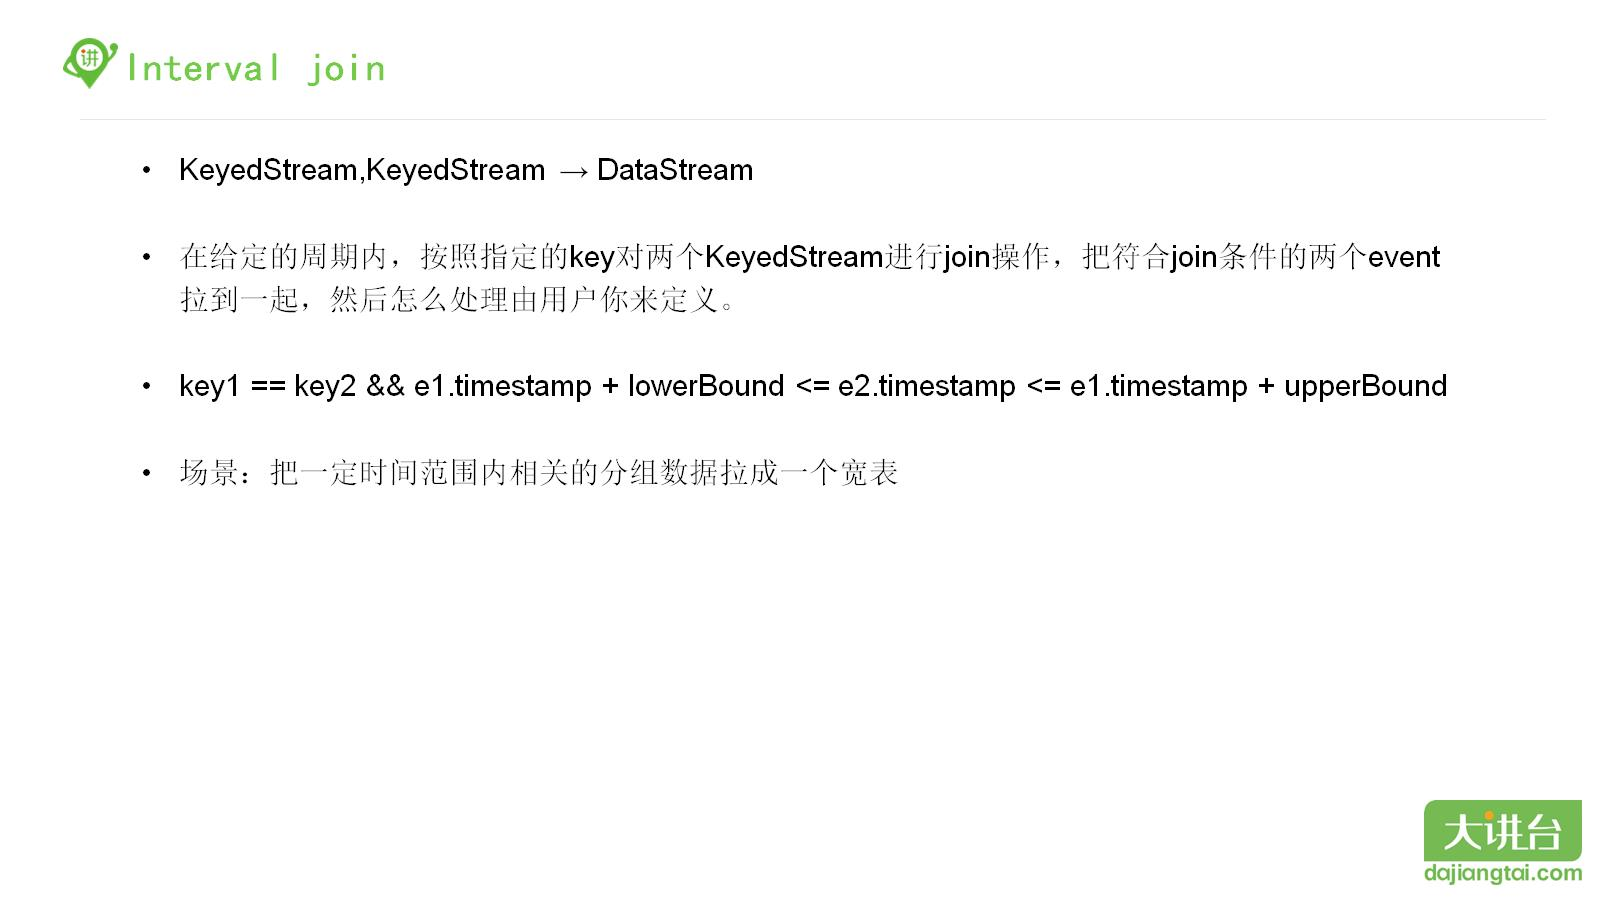 讲
Interval join
• KeyedStream,KeyedStream → DataStream
• 在给定的周期内，按照指定的key对两个KeyedStream进行join操作，把符合join条件的两个event
拉到一起，然后怎么处理由用户你来定义。
• key1 == key2 && e1.timestamp + lowerBound <= e2.timestamp <= e1.timestamp + upperBound
• 场景：把一定时间范围内相关的分组数据拉成一个宽表
大讲台
dajiangtai.com